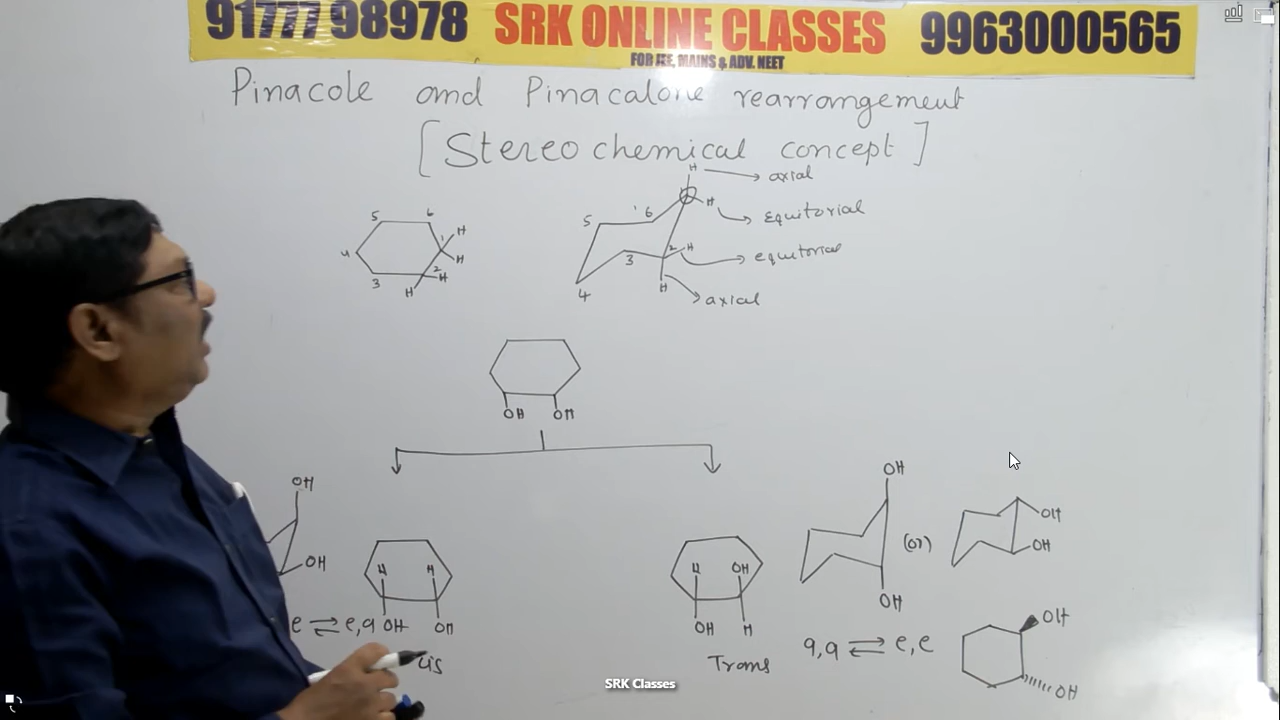 91777 98978 SRK ONLINE CLASSES 9963000565
FOR JEE, MAINS & ADV. NEET
Pinacole and Pinacalone rearrangement
[Stereo chemical concept]
H → axial
H → Equitorial
H → equitorial
H → axial
5 6 1 2 3 4
H H H H
5 6 1 2 3 4
OH OH
OH
OH
e ⇌ e,a
H H
OH OH
Cis
H OH
OH H
Trans
OH
OH
(or)
OH
OH
a,a ⇌ e,e
OH
OH
SRK Classes